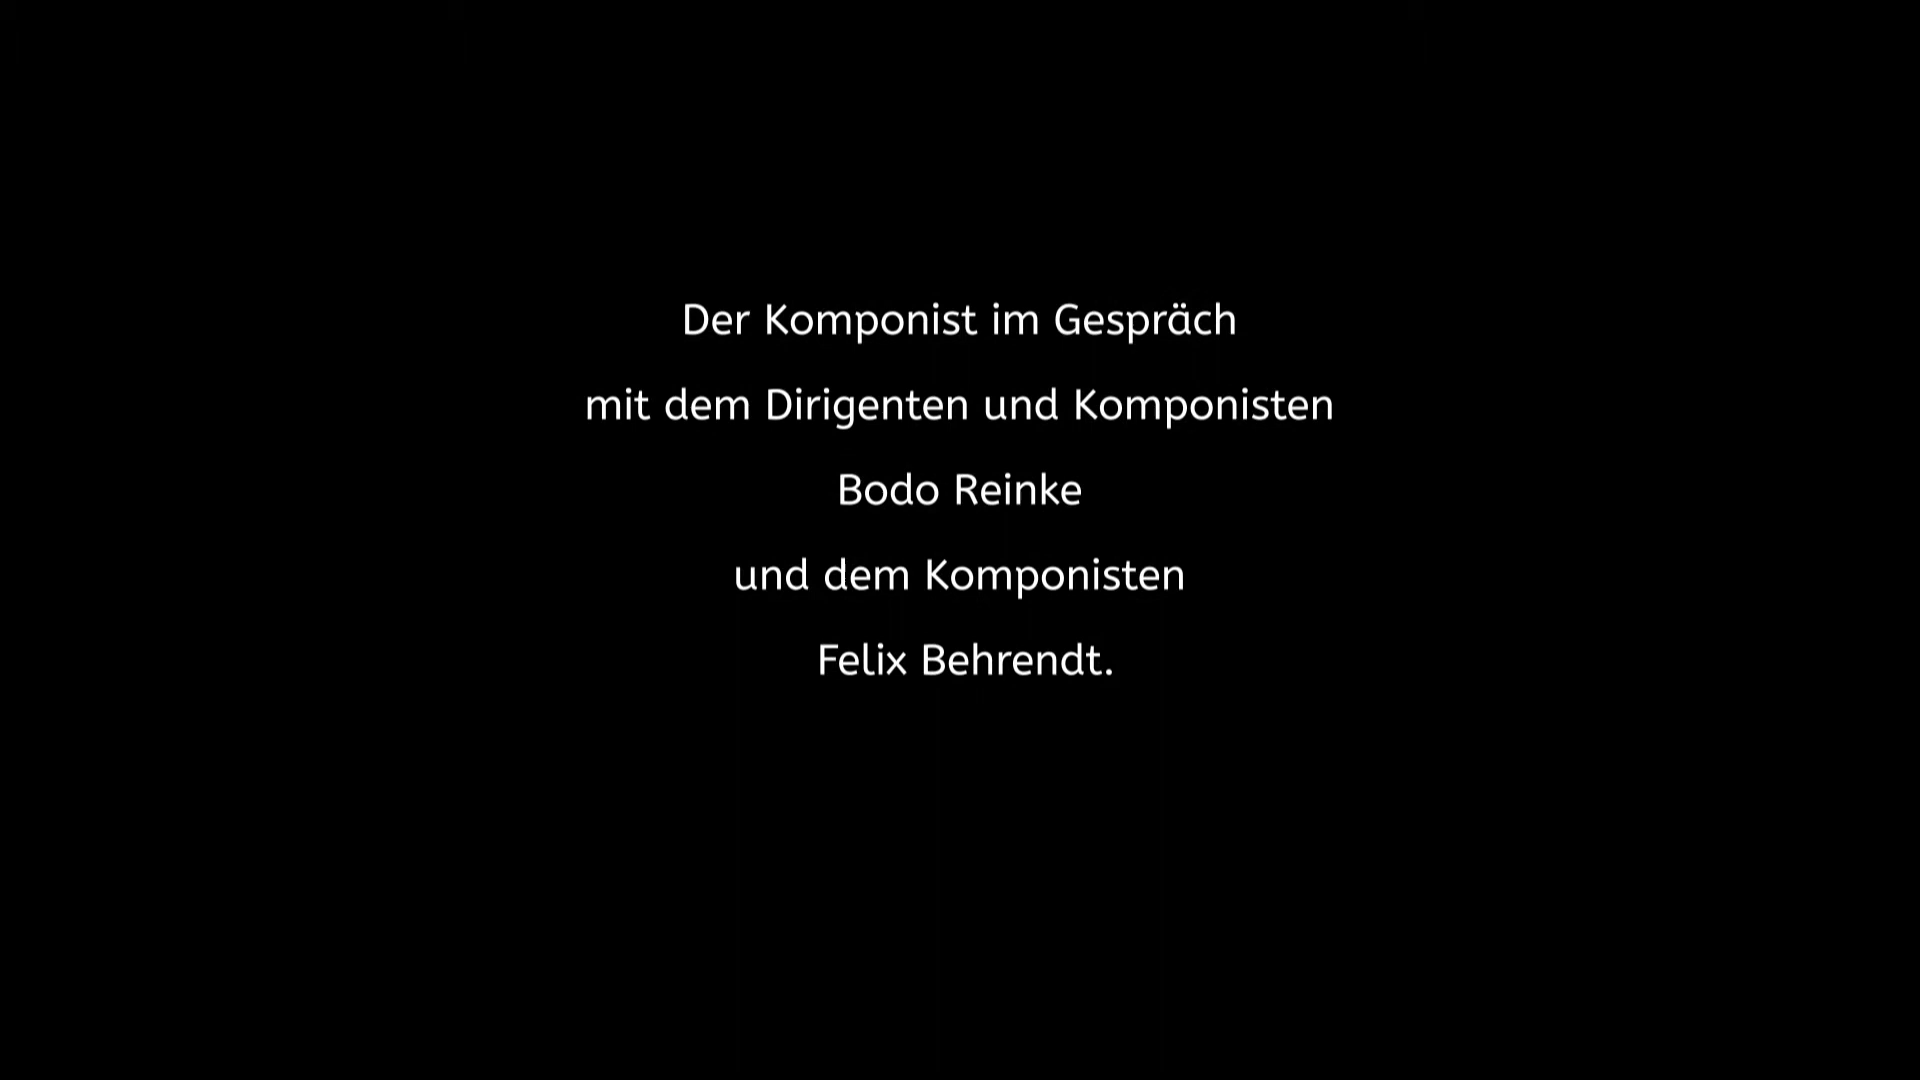 Der Komponist im Gespräch
mit dem Dirigenten und Komponisten
Bodo Reinke
und dem Komponisten
Felix Behrendt.